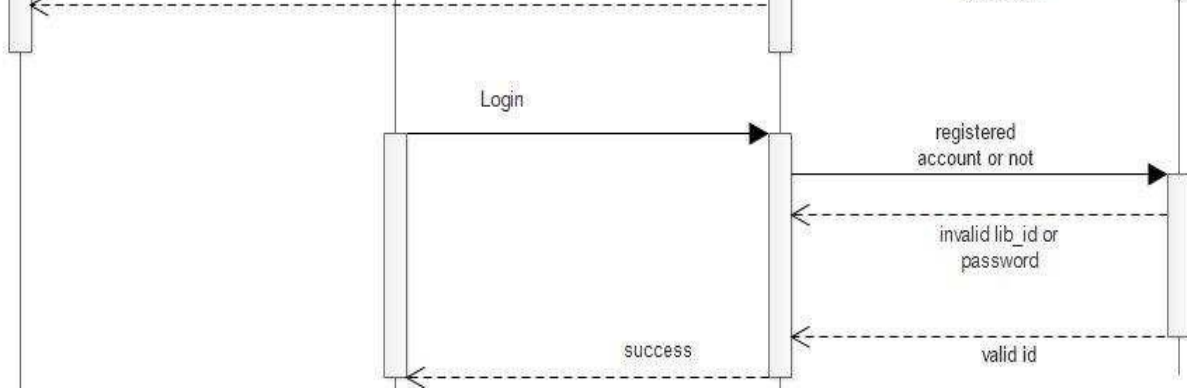 Login
registered
account or not
invalid lib_id or
password
valid id
success